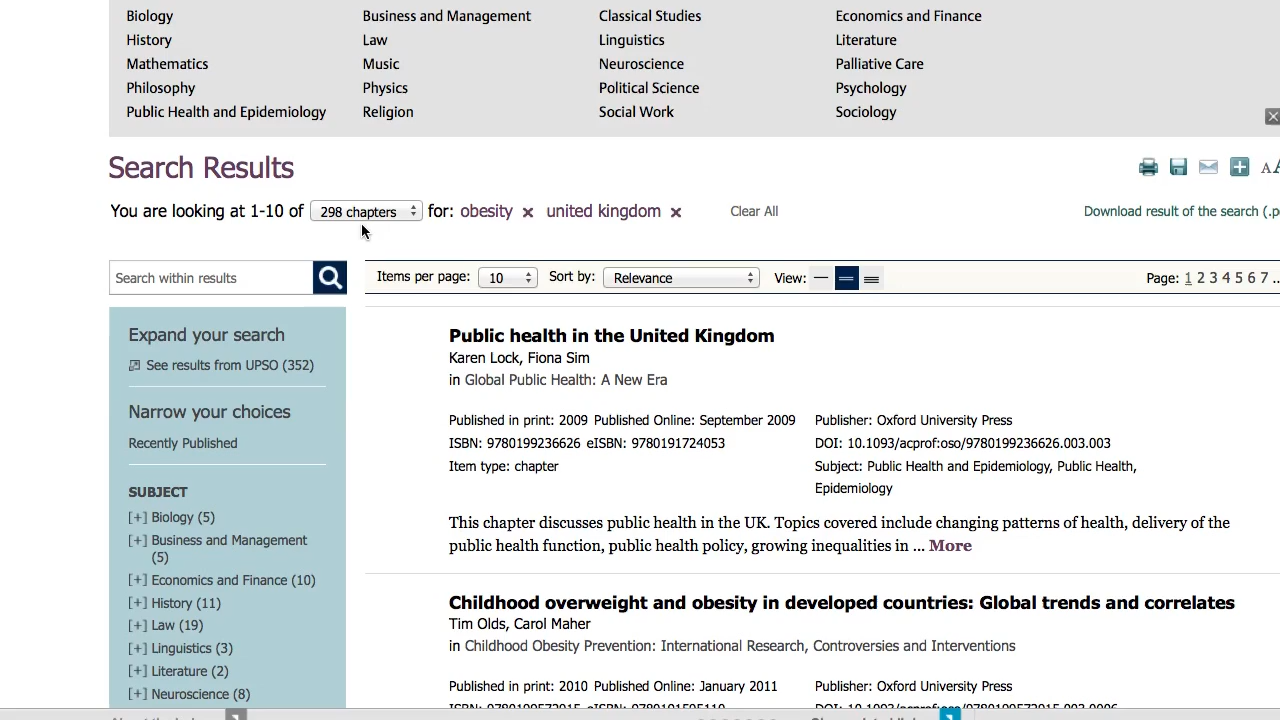 Biology Business and Management Classical Studies Economics and Finance
History Law Linguistics Literature
Mathematics Music Neuroscience Palliative Care
Philosophy Physics Political Science Psychology
Public Health and Epidemiology Religion Social Work Sociology
Search Results
You are looking at 1-10 of 298 chapters for: obesity × united kingdom × Clear All
Download result of the search (.p
Search within results
Items per page: 10 Sort by: Relevance View: Page: 1 2 3 4 5 6 7 ..
Expand your search
See results from UPSO (352)
Narrow your choices
Recently Published
SUBJECT
[+] Biology (5)
[+] Business and Management
(5)
[+] Economics and Finance (10)
[+] History (11)
[+] Law (19)
[+] Linguistics (3)
[+] Literature (2)
[+] Neuroscience (8)
Public health in the United Kingdom
Karen Lock, Fiona Sim
in Global Public Health: A New Era
Published in print: 2009 Published Online: September 2009
ISBN: 9780199236626 eISBN: 9780191724053
Item type: chapter
Publisher: Oxford University Press
DOI: 10.1093/acprof:oso/9780199236626.003.003
Subject: Public Health and Epidemiology, Public Health,
Epidemiology
This chapter discusses public health in the UK. Topics covered include changing patterns of health, delivery of the
public health function, public health policy, growing inequalities in ... More
Childhood overweight and obesity in developed countries: Global trends and correlates
Tim Olds, Carol Maher
in Childhood Obesity Prevention: International Research, Controversies and Interventions
Published in print: 2010 Published Online: January 2011
Publisher: Oxford University Press